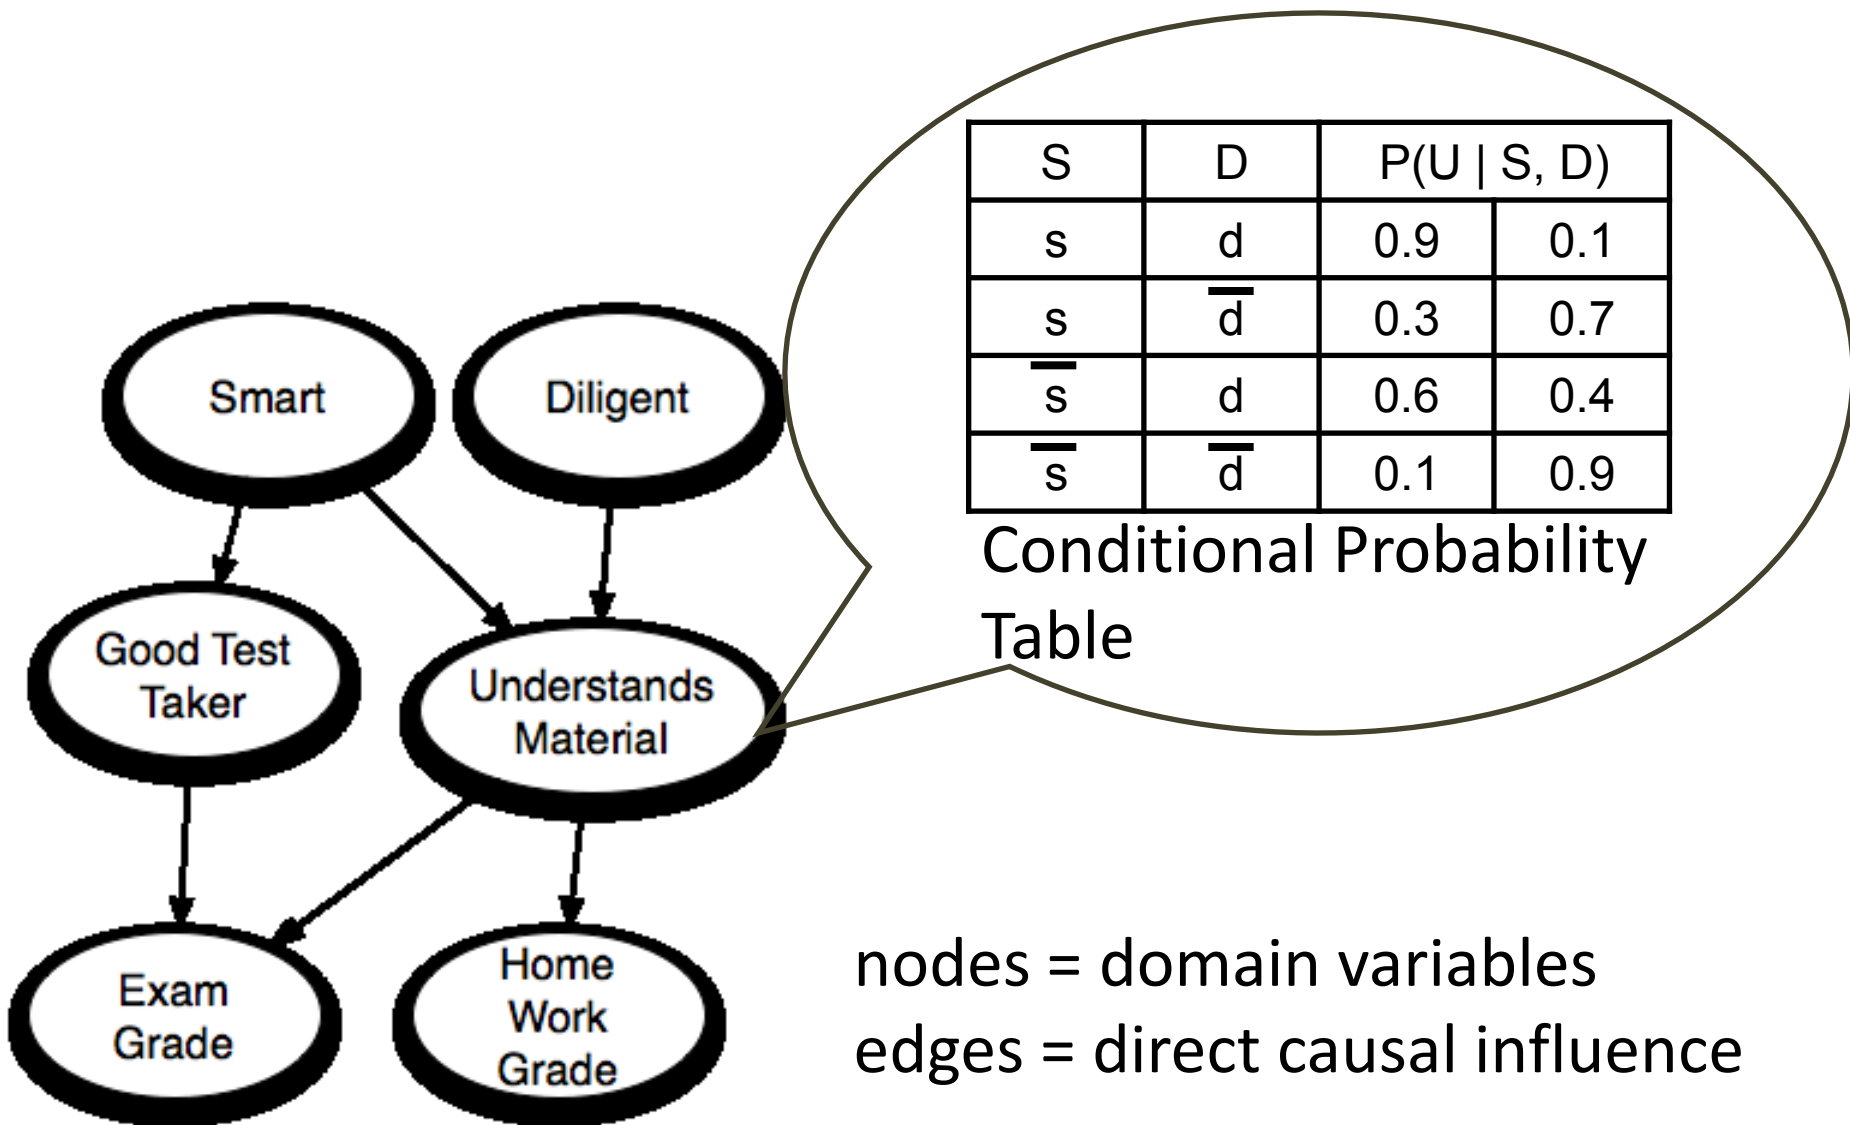 S D P(U | S, D)
s d 0.9 0.1
s d̅ 0.3 0.7
s̅ d 0.6 0.4
s̅ d̅ 0.1 0.9
Conditional Probability
Table
Smart
Diligent
Good Test
Taker
Understands
Material
Exam
Grade
Home
Work
Grade
nodes = domain variables
edges = direct causal influence